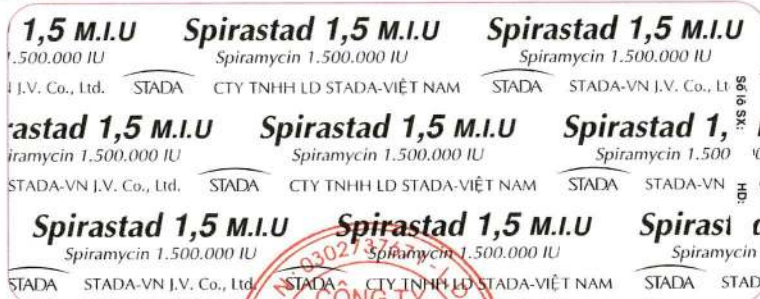 1,5 M.I.U Spirastad 1,5 M.I.U Spirastad 1,5 M.I.U
1.500.000 IU Spiramycin 1.500.000 IU Spiramycin 1.500.000 IU
J.V. Co., Ltd. STADA CTY TNHH LD STADA-VIỆT NAM STADA STADA-VN J.V. Co., Lt
Số lô SX:
rastad 1,5 M.I.U Spirastad 1,5 M.I.U Spirastad 1,
iramycin 1.500.000 IU Spiramycin 1.500.000 IU Spiramycin 1.500
STADA-VN J.V. Co., Ltd. STADA CTY TNHH LD STADA-VIỆT NAM STADA STADA-VN
HD:
Spirastad 1,5 M.I.U Spirastad 1,5 M.I.U Spirast
Spiramycin 1.500.000 IU Spiramycin 1.500.000 IU Spiramycin
STADA STADA-VN J.V. Co., Ltd. STADA CTY TNHH LD STADA-VIỆT NAM STADA STAD
CÔNG TY